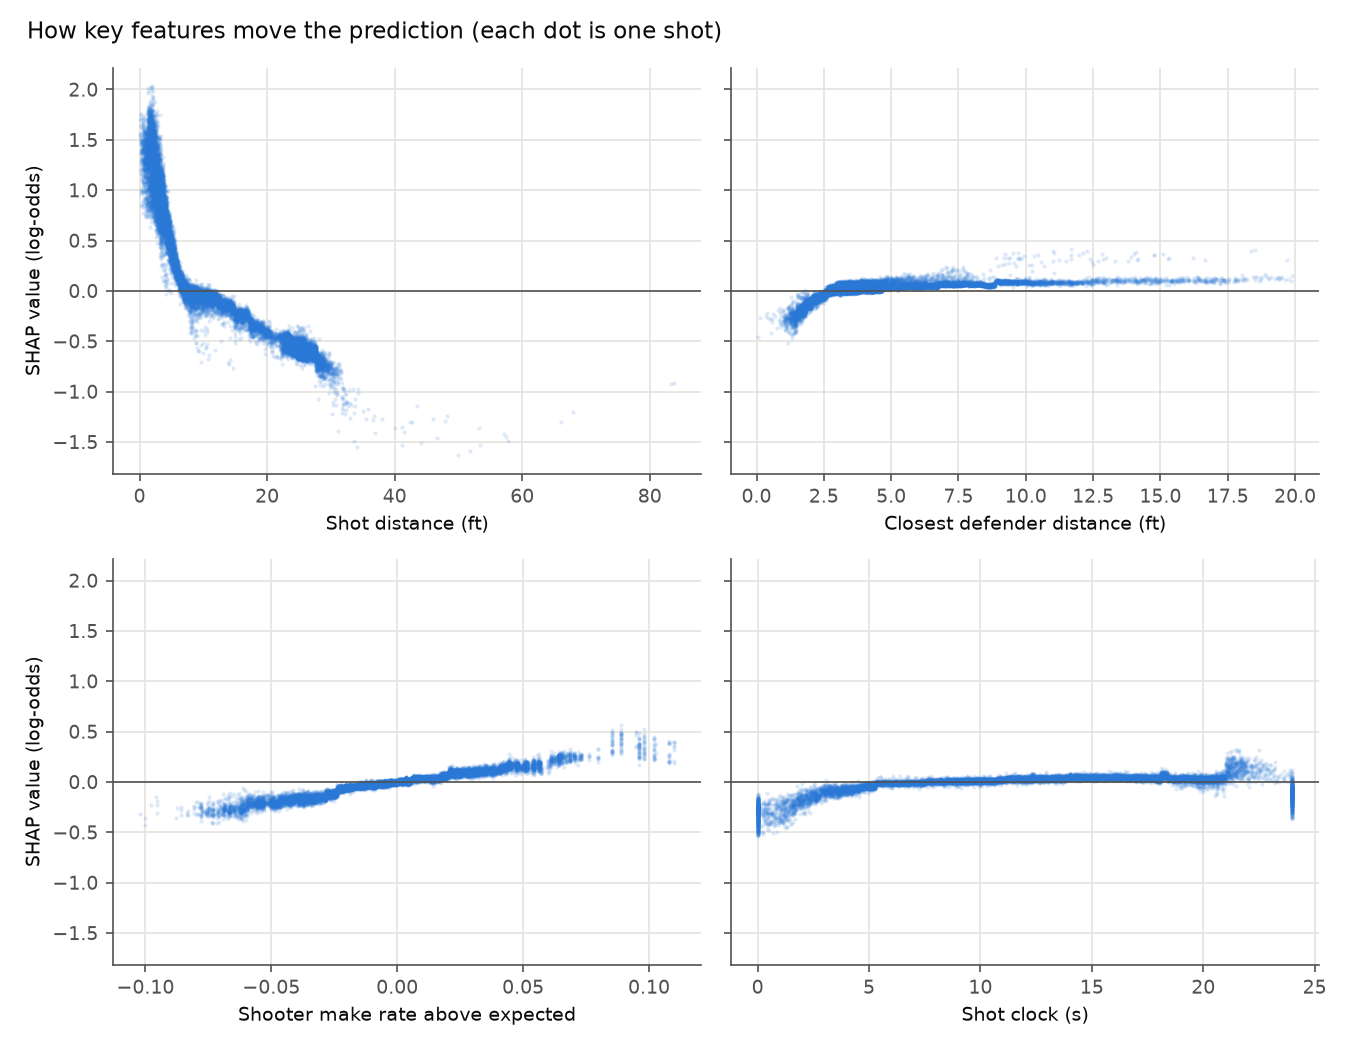 How key features move the prediction (each dot is one shot)
SHAP value (log-odds)
2.0
1.5
1.0
0.5
0.0
−0.5
−1.0
−1.5
0 20 40 60 80
Shot distance (ft)
0.0 2.5 5.0 7.5 10.0 12.5 15.0 17.5 20.0
Closest defender distance (ft)
SHAP value (log-odds)
2.0
1.5
1.0
0.5
0.0
−0.5
−1.0
−1.5
−0.10 −0.05 0.00 0.05 0.10
Shooter make rate above expected
0 5 10 15 20 25
Shot clock (s)